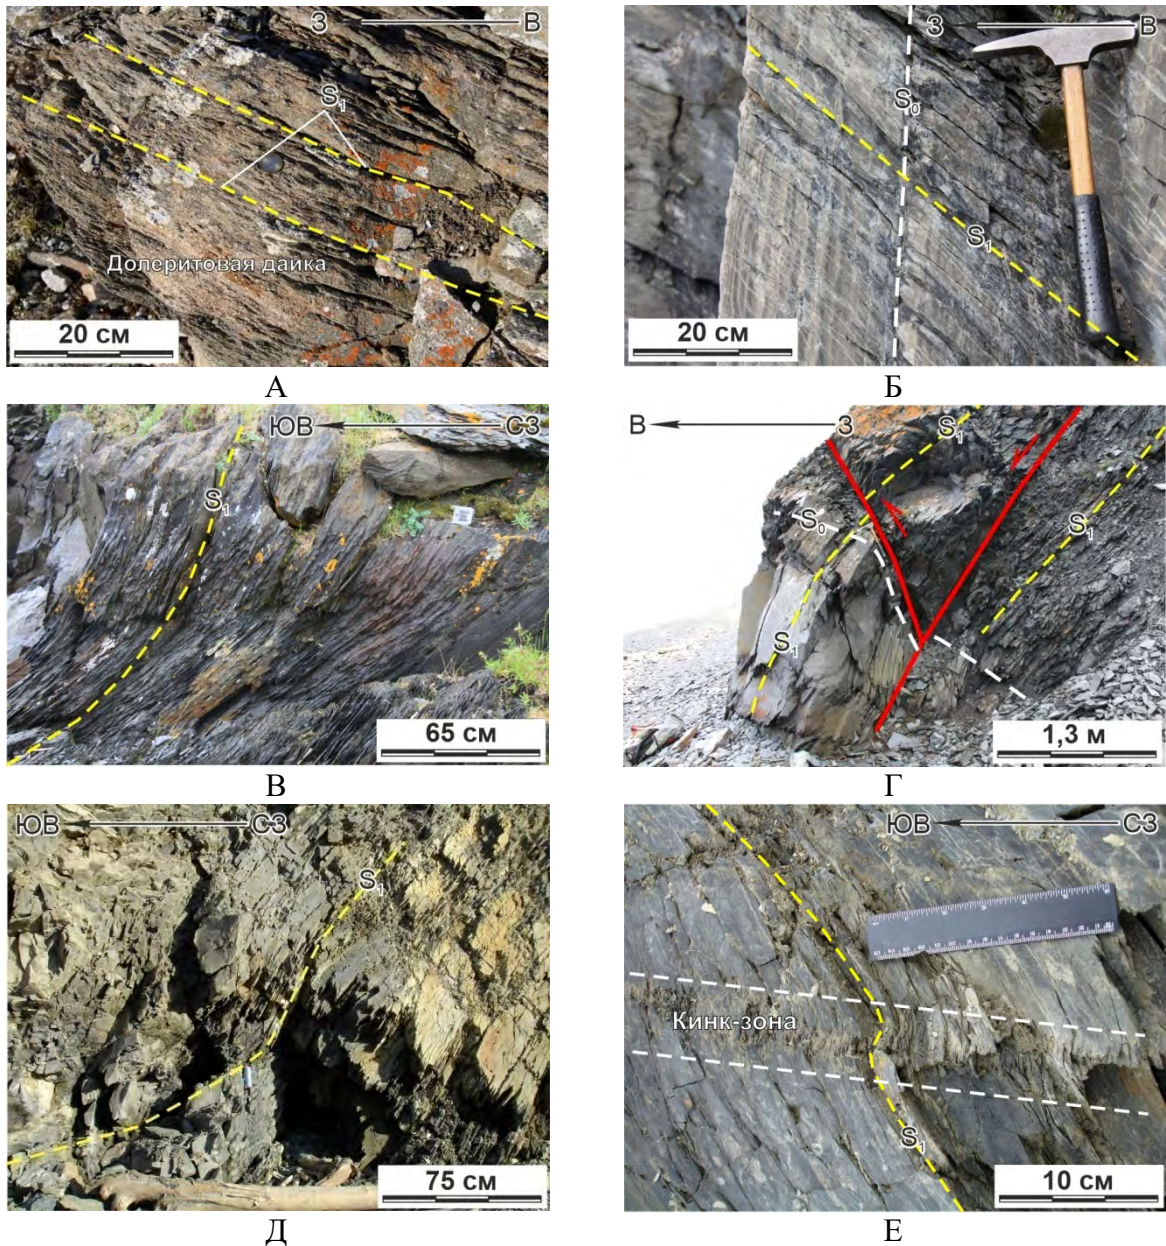 З В
S1
Долеритовая дайка
20 см
А
З В
S0
S1
20 см
Б
ЮВ СЗ
S1
65 см
В
В З
S1
S0
S1
S1
1,3 м
Г
ЮВ СЗ
S1
75 см
Д
ЮВ СЗ
Кинк-зона
S1
10 см
Е